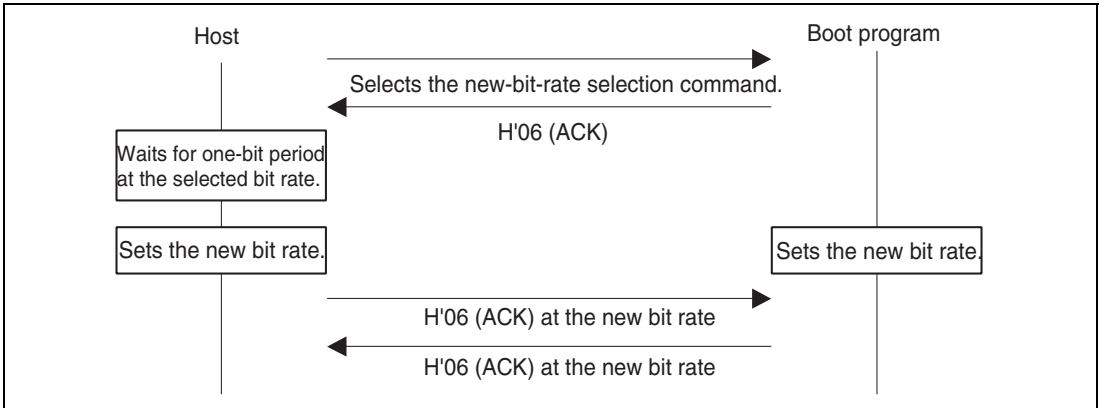 Host
Boot program
Selects the new-bit-rate selection command.
H'06 (ACK)
Waits for one-bit period
at the selected bit rate.
Sets the new bit rate.
Sets the new bit rate.
H'06 (ACK) at the new bit rate
H'06 (ACK) at the new bit rate